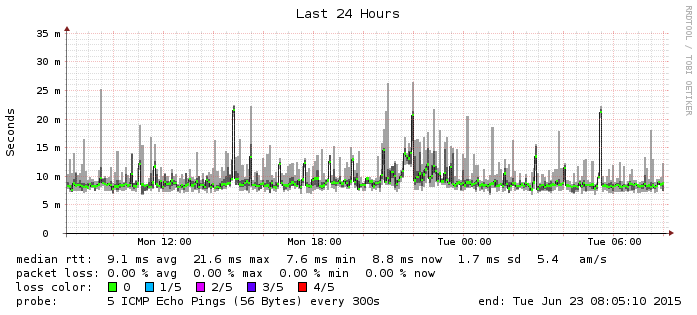 Last 24 Hours
RRDTOOL / TOBI OETIKER
Seconds
35 m
30 m
25 m
20 m
15 m
10 m
5 m
0
Mon 12:00 Mon 18:00 Tue 00:00 Tue 06:00
median rtt: 9.1 ms avg 21.6 ms max 7.6 ms min 8.8 ms now 1.7 ms sd 5.4 am/s
packet loss: 0.00 % avg 0.00 % max 0.00 % min 0.00 % now
loss color: 0 1/5 2/5 3/5 4/5
probe: 5 ICMP Echo Pings (56 Bytes) every 300s end: Tue Jun 23 08:05:10 2015